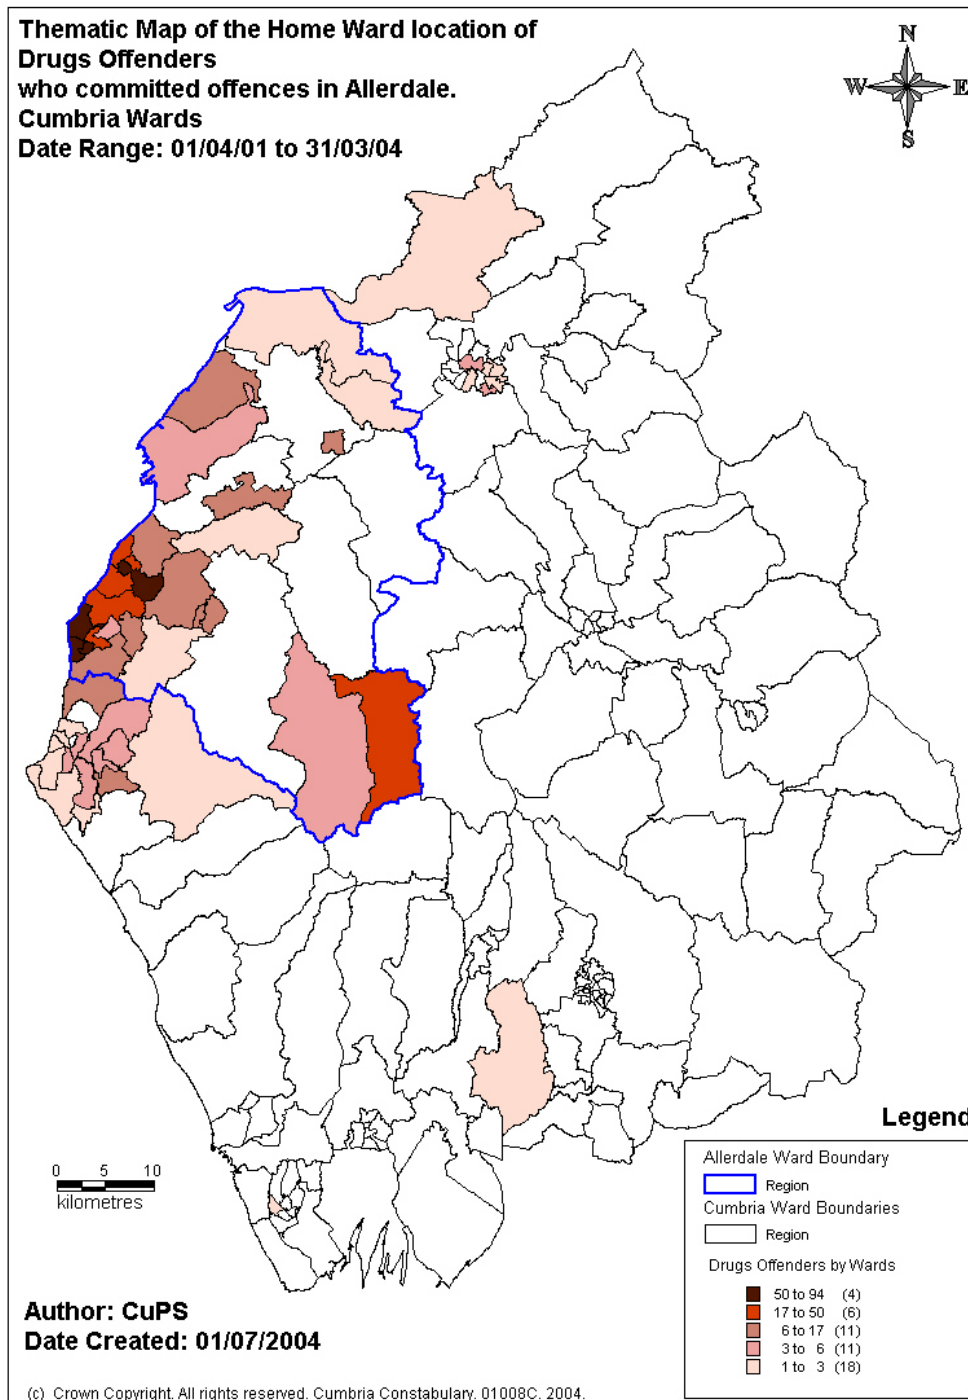 Thematic Map of the Home Ward location of
Drugs Offenders
who committed offences in Allerdale.
Cumbria Wards
Date Range: 01/04/01 to 31/03/04
N
W E
S
Legend
Allerdale Ward Boundary
Region
Cumbria Ward Boundaries
Region
Drugs Offenders by Wards
50 to 94 (4)
17 to 50 (6)
6 to 17 (11)
3 to 6 (11)
1 to 3 (18)
0 5 10
kilometres
Author: CuPS
Date Created: 01/07/2004
(c) Crown Copyright. All rights reserved. Cumbria Constabulary. 01008C. 2004.